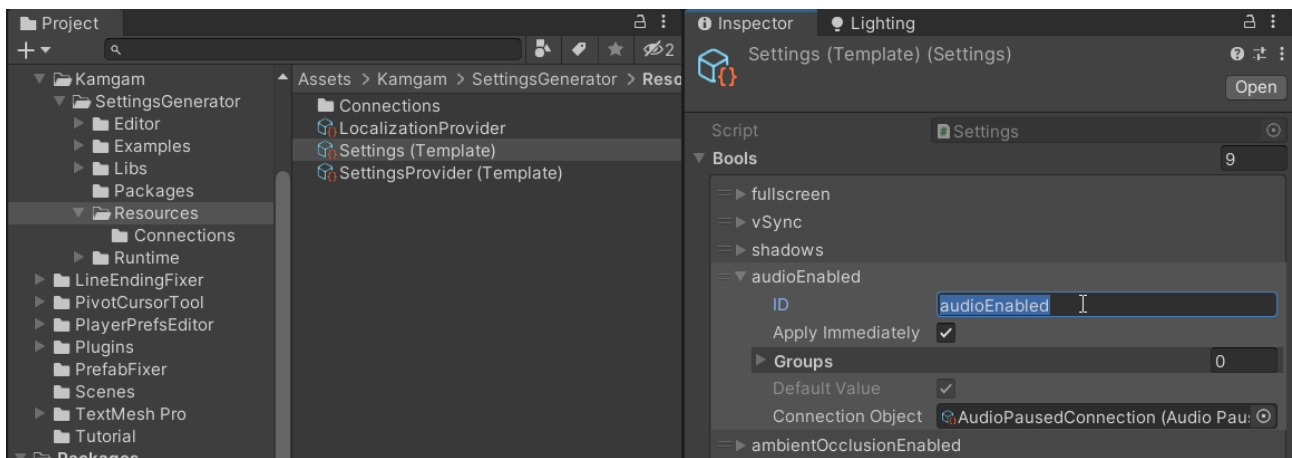 Project
2
Kamgam
SettingsGenerator
Editor
Examples
Libs
Packages
Resources
Connections
Runtime
LineEndingFixer
PivotCursorTool
PlayerPrefsEditor
Plugins
PrefabFixer
Scenes
TextMesh Pro
Tutorial
Packages
Assets > Kamgam > SettingsGenerator > Reso
Connections
LocalizationProvider
Settings (Template)
SettingsProvider (Template)
Inspector Lighting
Settings (Template) (Settings)
Open
Script Settings
Bools 9
fullscreen
vSync
shadows
audioEnabled
ID audioEnabled
Apply Immediately
Groups 0
Default Value
Connection Object AudioPausedConnection (Audio Pau
ambientOcclusionEnabled